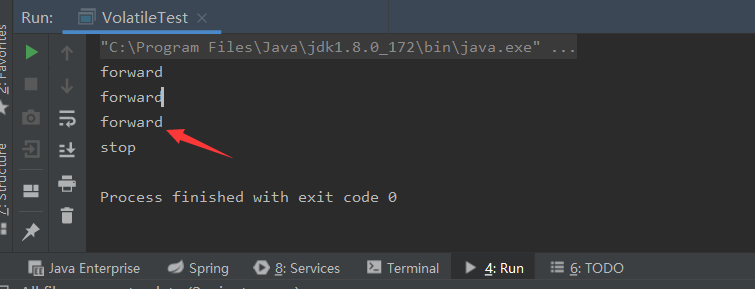 Run: VolatileTest ×
"C:\Program Files\Java\jdk1.8.0_172\bin\java.exe" ...
forward
forward
forward
stop
Process finished with exit code 0
2: Favorites
7: Structure
Java Enterprise Spring 8: Services Terminal 4: Run 6: TODO